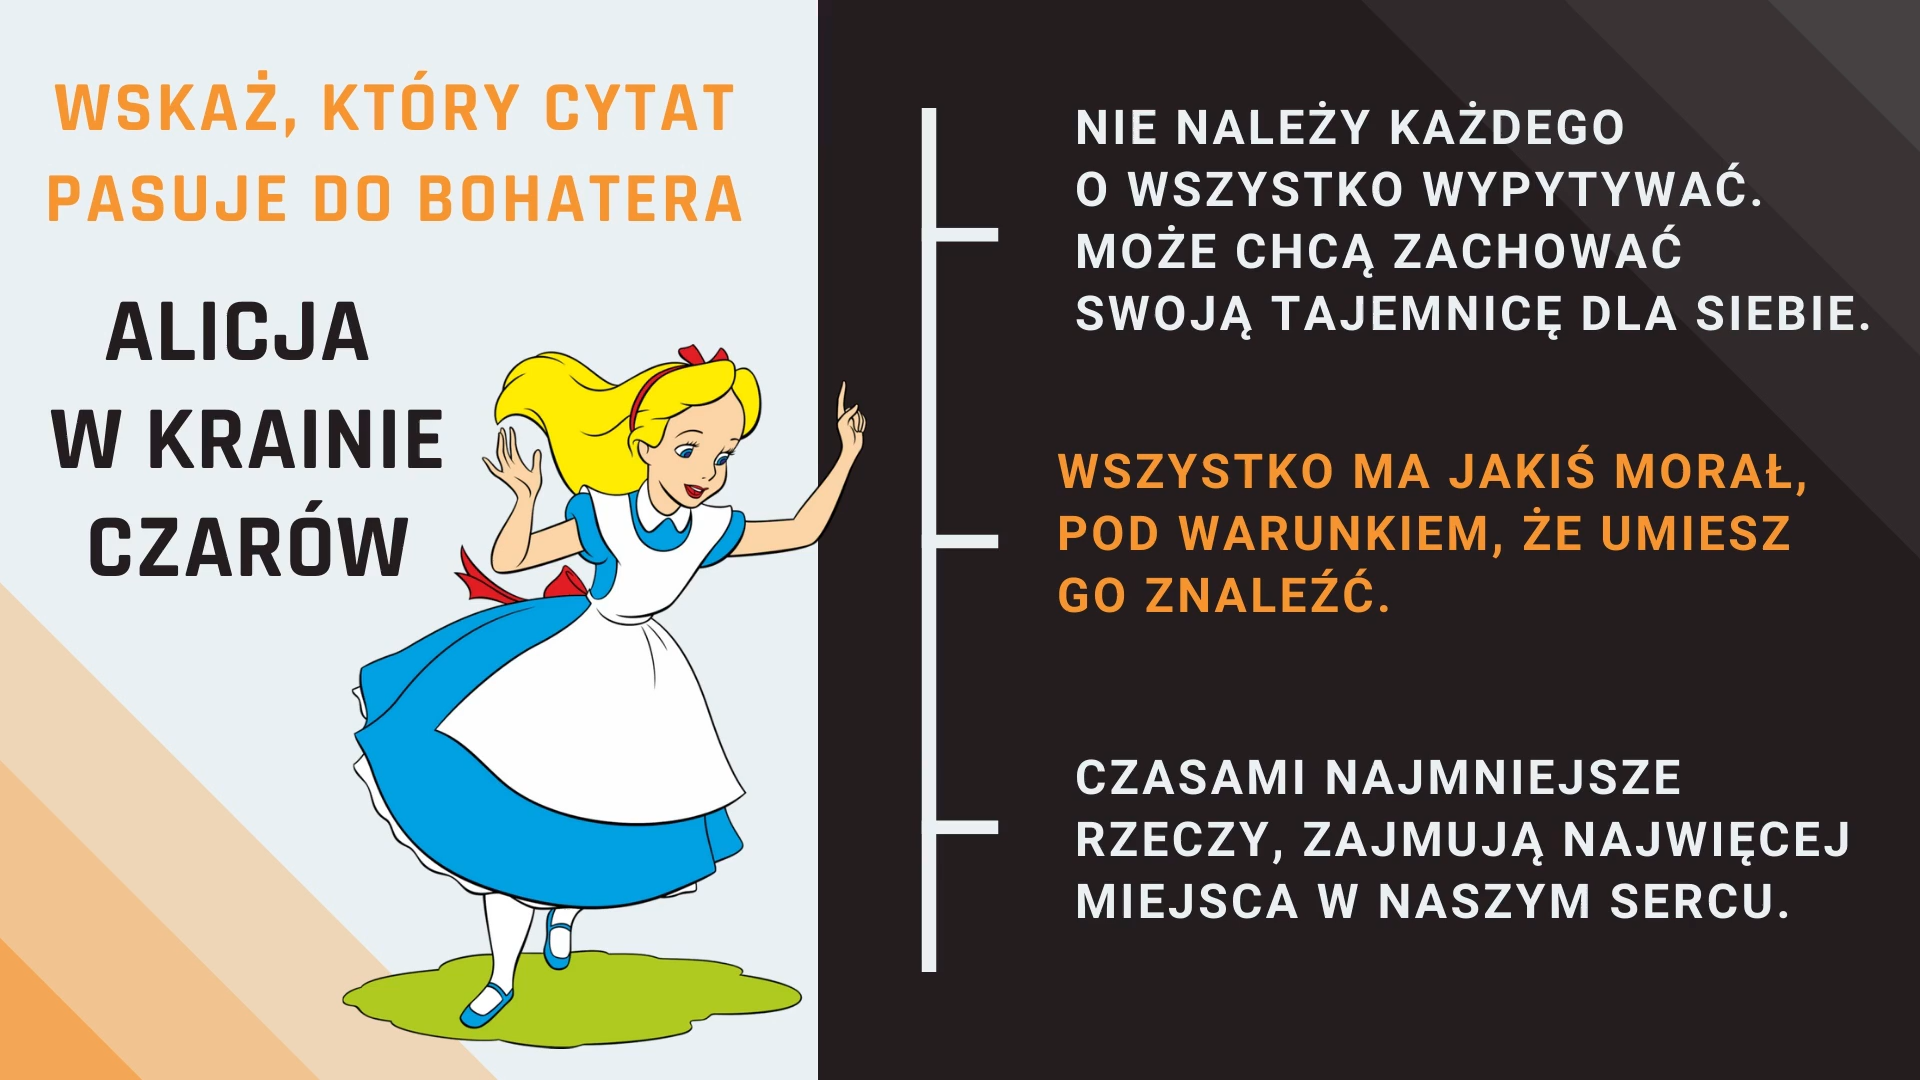 WSKAŻ, KTÓRY CYTAT
PASUJE DO BOHATERA
ALICJA
W KRAINIE
CZARÓW
NIE NALEŻY KAŻDEGO
O WSZYSTKO WYPYTYWAĆ.
MOŻE CHCĄ ZACHOWAĆ
SWOJĄ TAJEMNICĘ DLA SIEBIE.
WSZYSTKO MA JAKIŚ MORAŁ,
POD WARUNKIEM, ŻE UMIESZ
GO ZNALEŹĆ.
CZASAMI NAJMNIEJSZE
RZECZY, ZAJMUJĄ NAJWIĘCEJ
MIEJSCA W NASZYM SERCU.